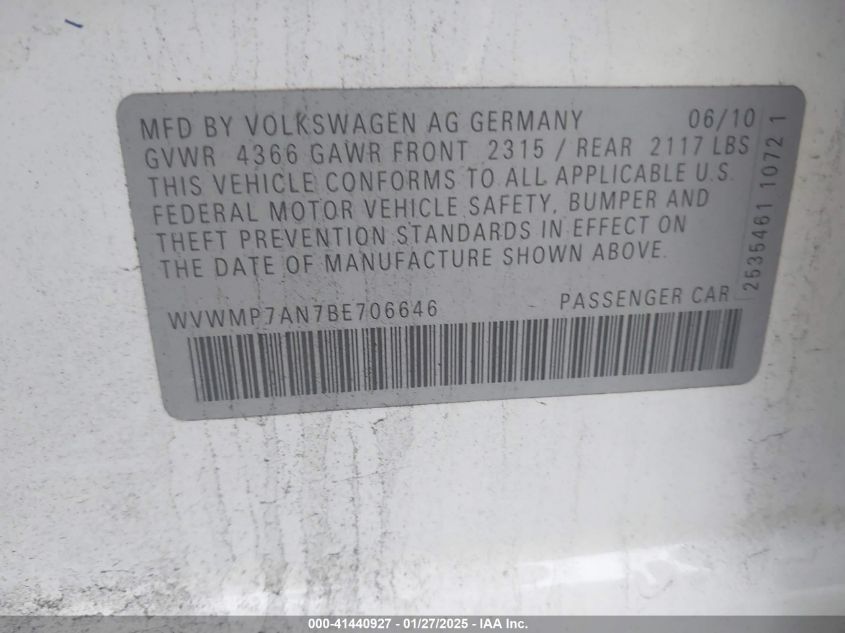 MFD BY VOLKSWAGEN AG GERMANY 06/10
GVWR 4366 GAWR FRONT 2315 / REAR 2117 LBS
THIS VEHICLE CONFORMS TO ALL APPLICABLE U.S.
FEDERAL MOTOR VEHICLE SAFETY, BUMPER AND
THEFT PREVENTION STANDARDS IN EFFECT ON
THE DATE OF MANUFACTURE SHOWN ABOVE.
WVWMP7AN7BE706646 PASSENGER CAR
2535461 10721
000-41440927 - 01/27/2025 - IAA Inc.